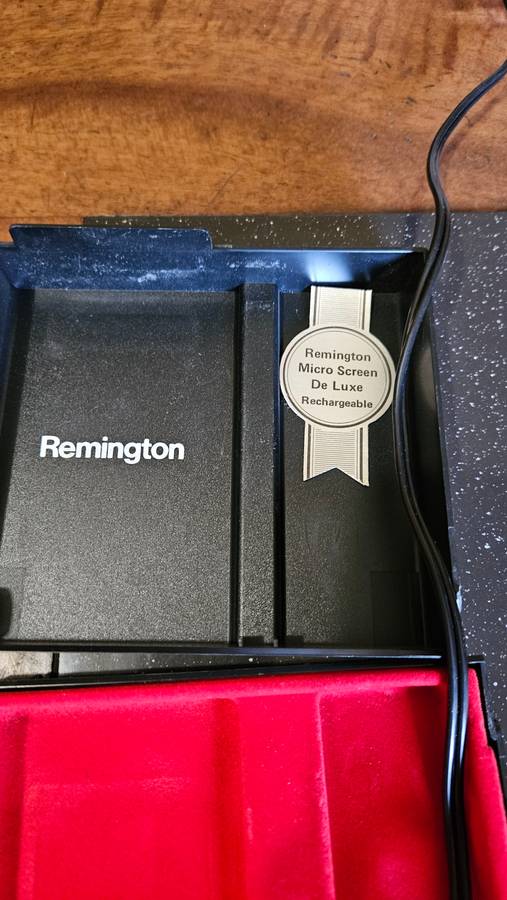 Remington
Micro Screen
De Luxe
Rechargeable
Remington